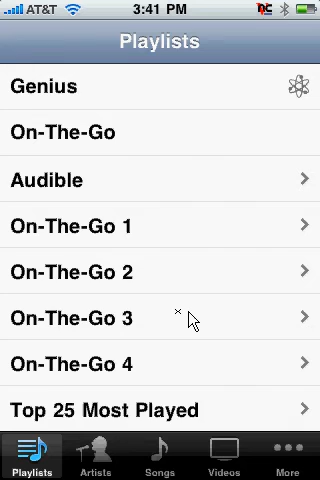 AT&T 3:41 PM
Playlists
Genius
On-The-Go
Audible
On-The-Go 1
On-The-Go 2
On-The-Go 3
On-The-Go 4
Top 25 Most Played
Playlists Artists Songs Videos More